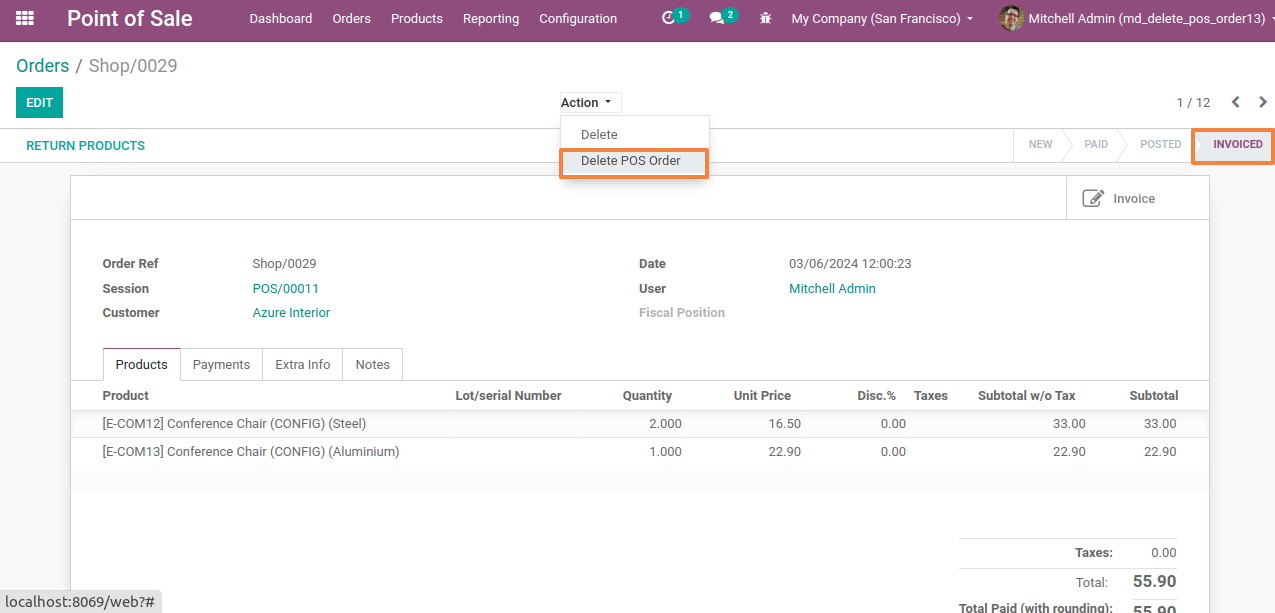 Point of Sale Dashboard Orders Products Reporting Configuration 1 2 My Company (San Francisco) Mitchell Admin (md_delete_pos_order13)
Orders / Shop/0029
EDIT Action 1 / 12
Delete
RETURN PRODUCTS NEW PAID POSTED INVOICED
Delete POS Order
Invoice
Order Ref Shop/0029 Date 03/06/2024 12:00:23
Session POS/00011 User Mitchell Admin
Customer Azure Interior Fiscal Position
Products Payments Extra Info Notes
Product Lot/serial Number Quantity Unit Price Disc.% Taxes Subtotal w/o Tax Subtotal
[E-COM12] Conference Chair (CONFIG) (Steel) 2.000 16.50 0.00 33.00 33.00
[E-COM13] Conference Chair (CONFIG) (Aluminium) 1.000 22.90 0.00 22.90 22.90
Taxes: 0.00
Total: 55.90
Total Paid (with rounding): 55.90
localhost:8069/web?#